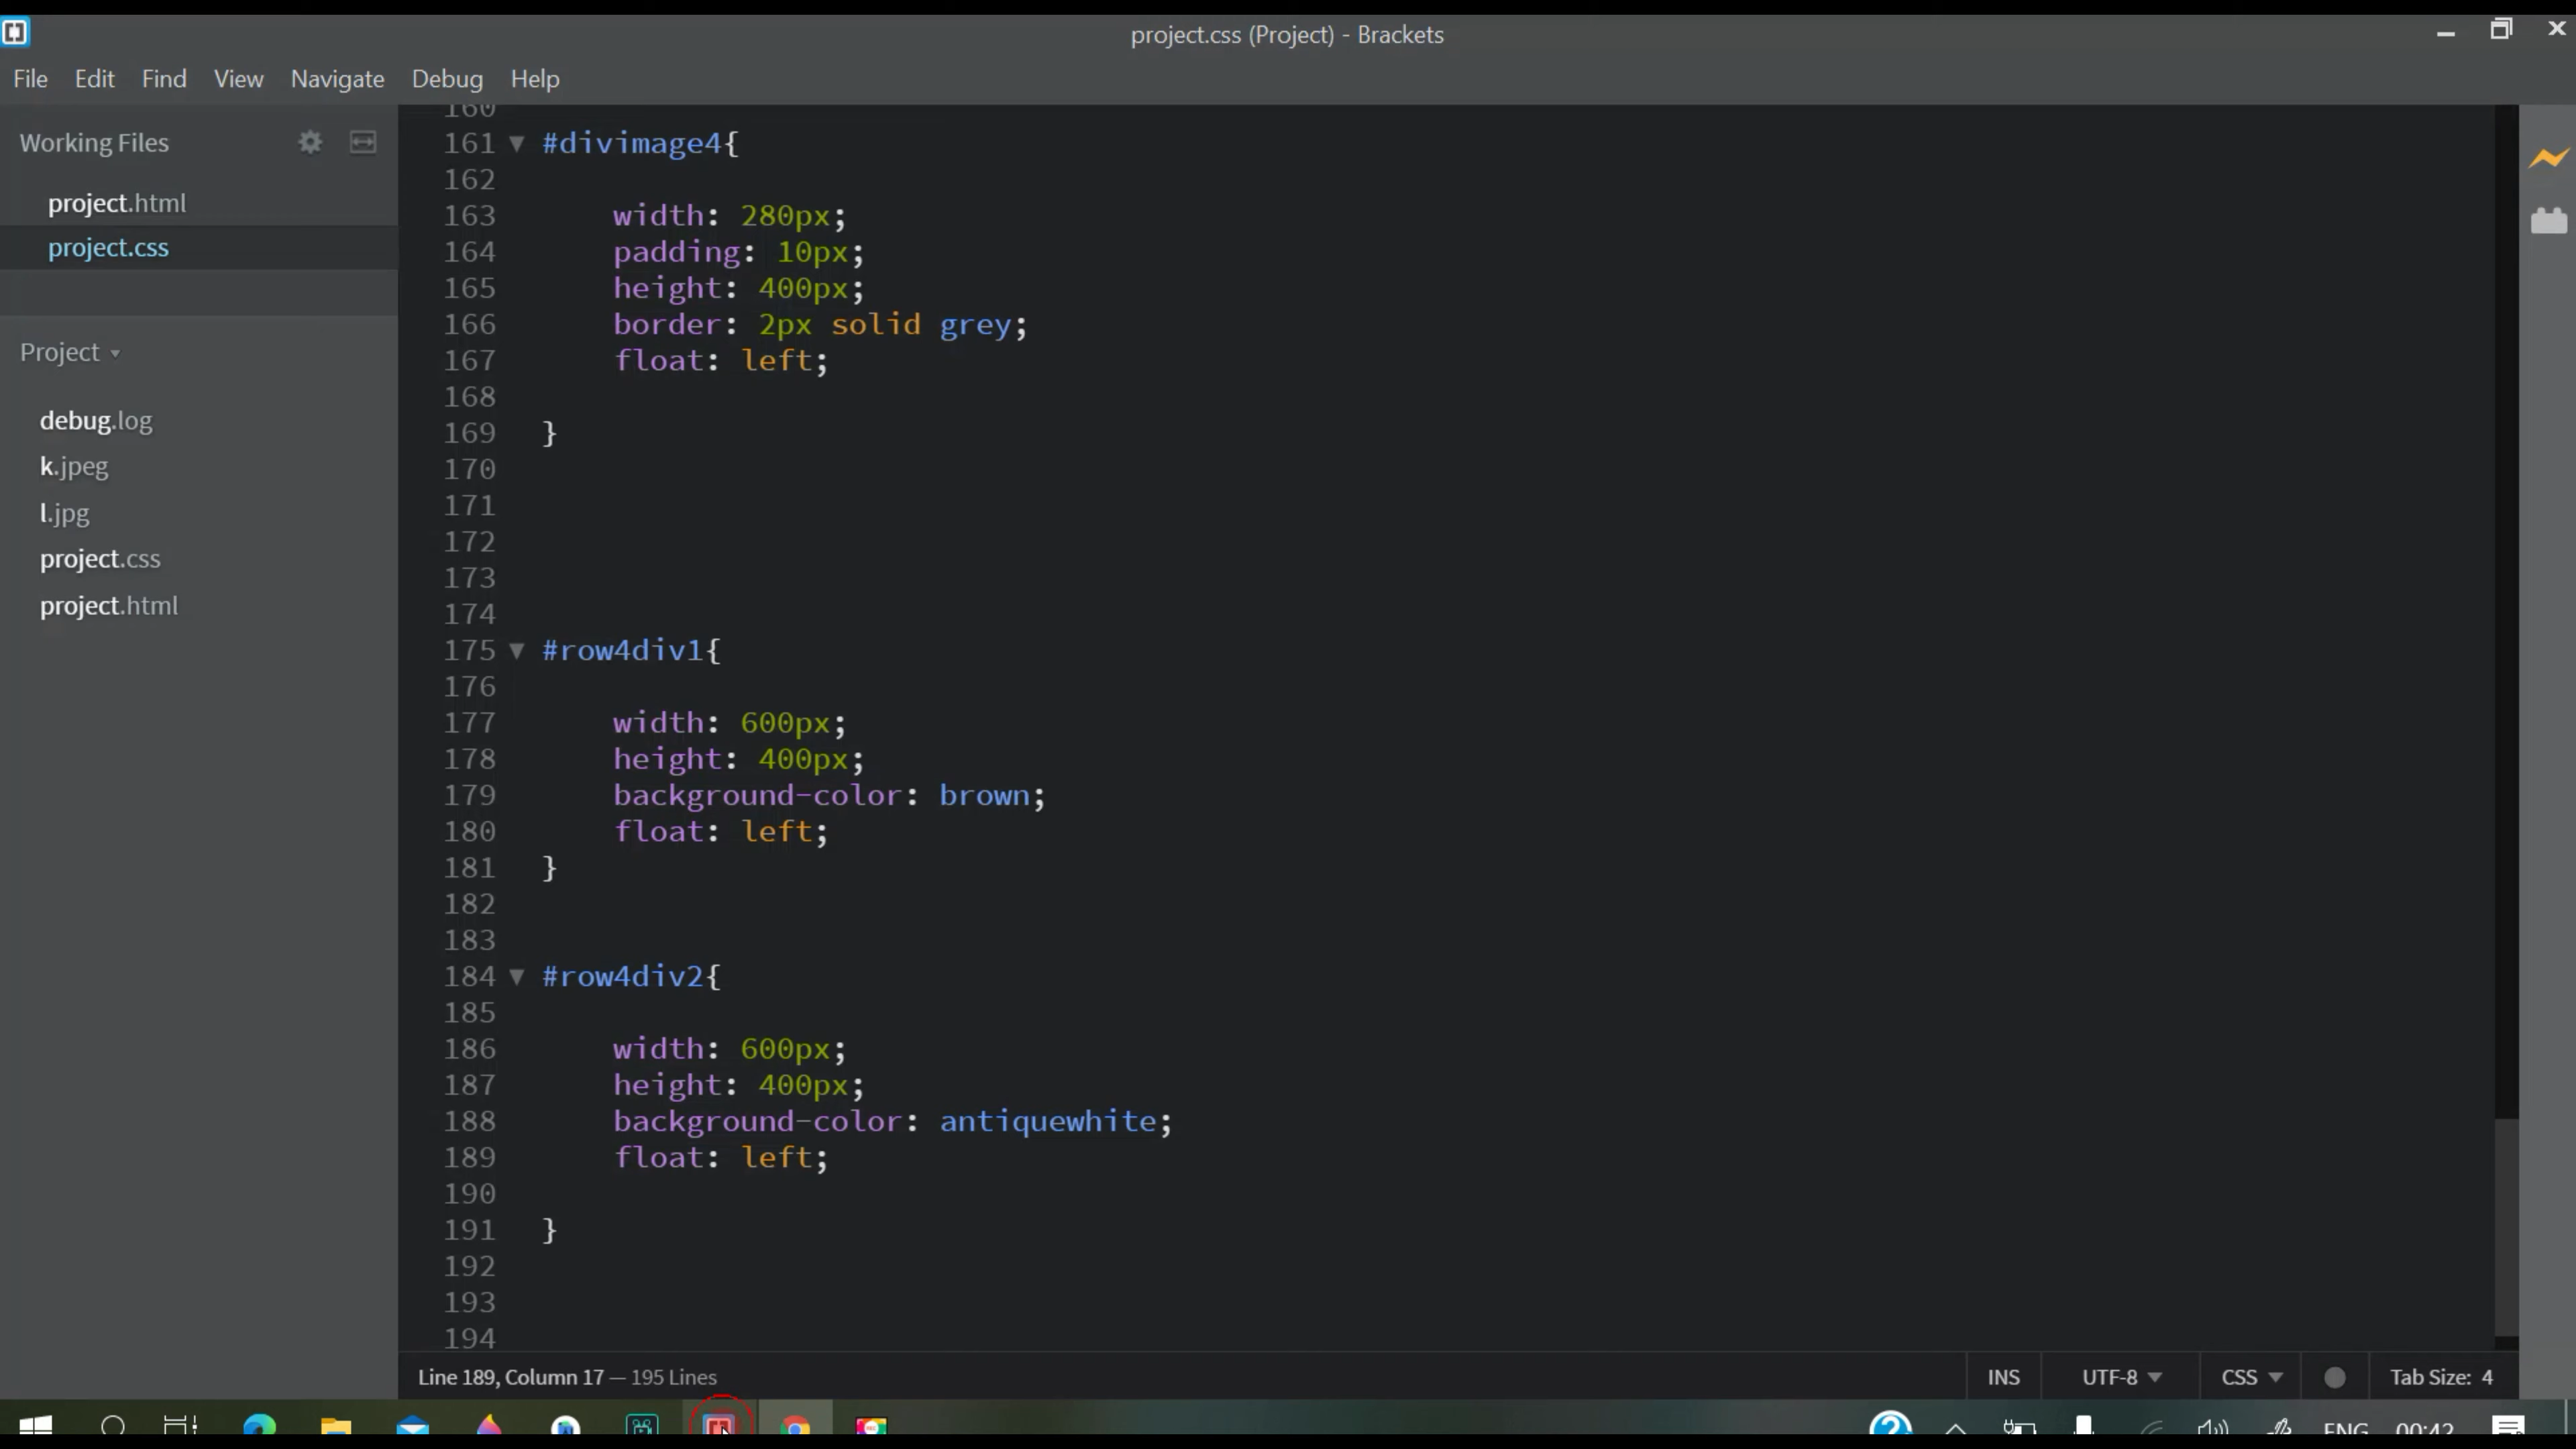 project.css (Project) - Brackets
File Edit Find View Navigate Debug Help
Working Files
project.html
project.css
Project
debug.log
k.jpeg
l.jpg
project.css
project.html
160
161 #divimage4{
162
163 width: 280px;
164 padding: 10px;
165 height: 400px;
166 border: 2px solid grey;
167 float: left;
168
169 }
170
171
172
173
174
175 #row4div1{
176
177 width: 600px;
178 height: 400px;
179 background-color: brown;
180 float: left;
181 }
182
183
184 #row4div2{
185
186 width: 600px;
187 height: 400px;
188 background-color: antiquewhite;
189 float: left;
190
191 }
192
193
194
Line 189, Column 17 — 195 Lines
INS UTF-8 CSS Tab Size: 4
ENG 00:42